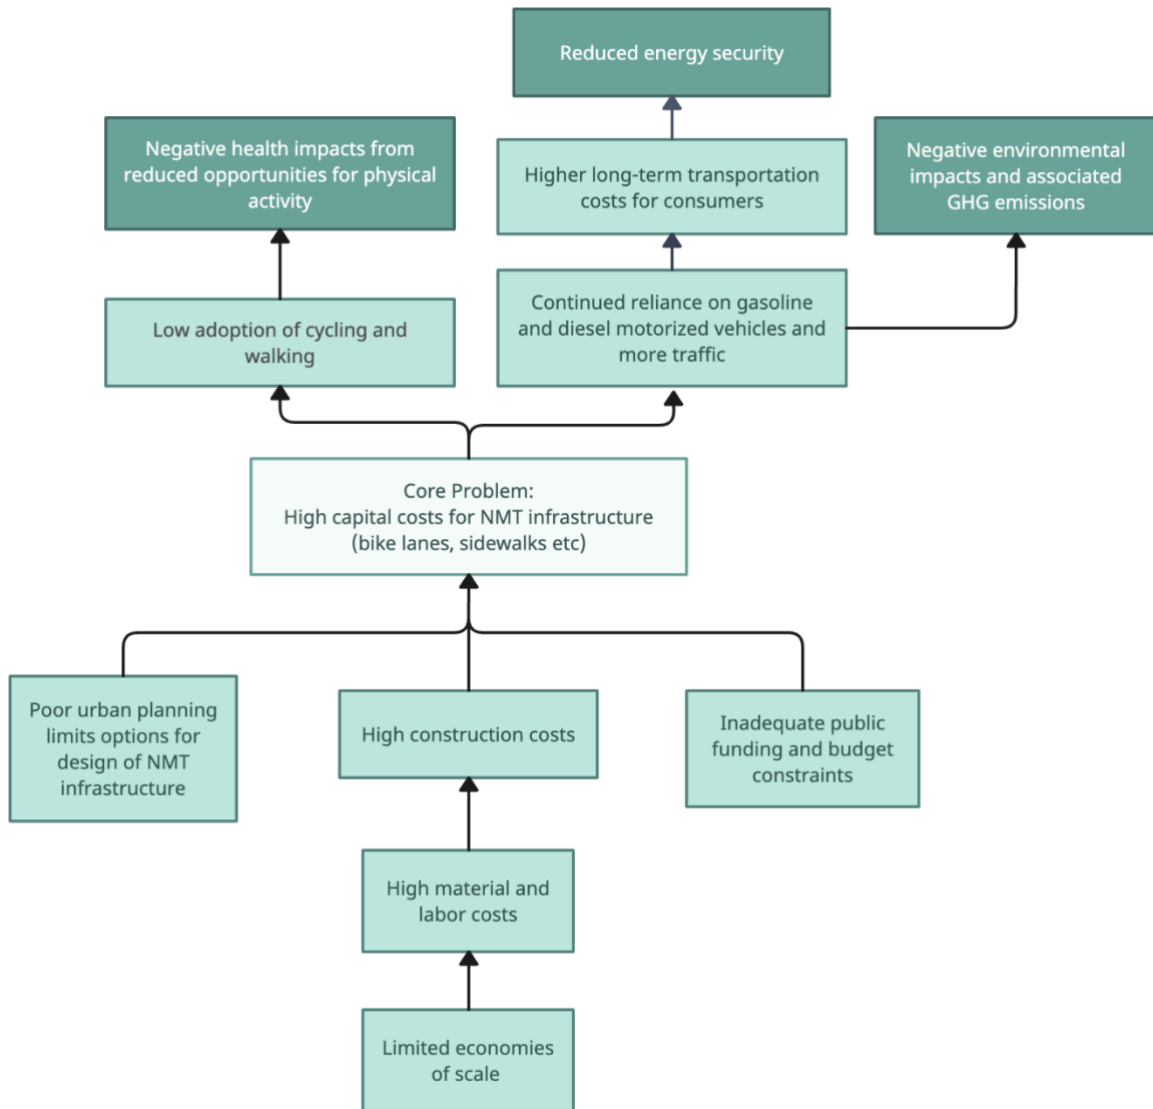 Reduced energy security
Negative health impacts from
reduced opportunities for physical
activity
Higher long-term transportation
costs for consumers
Negative environmental
impacts and associated
GHG emissions
Low adoption of cycling and
walking
Continued reliance on gasoline
and diesel motorized vehicles and
more traffic
Core Problem:
High capital costs for NMT infrastructure
(bike lanes, sidewalks etc)
Poor urban planning
limits options for
design of NMT
infrastructure
High construction costs
Inadequate public
funding and budget
constraints
High material and
labor costs
Limited economies
of scale